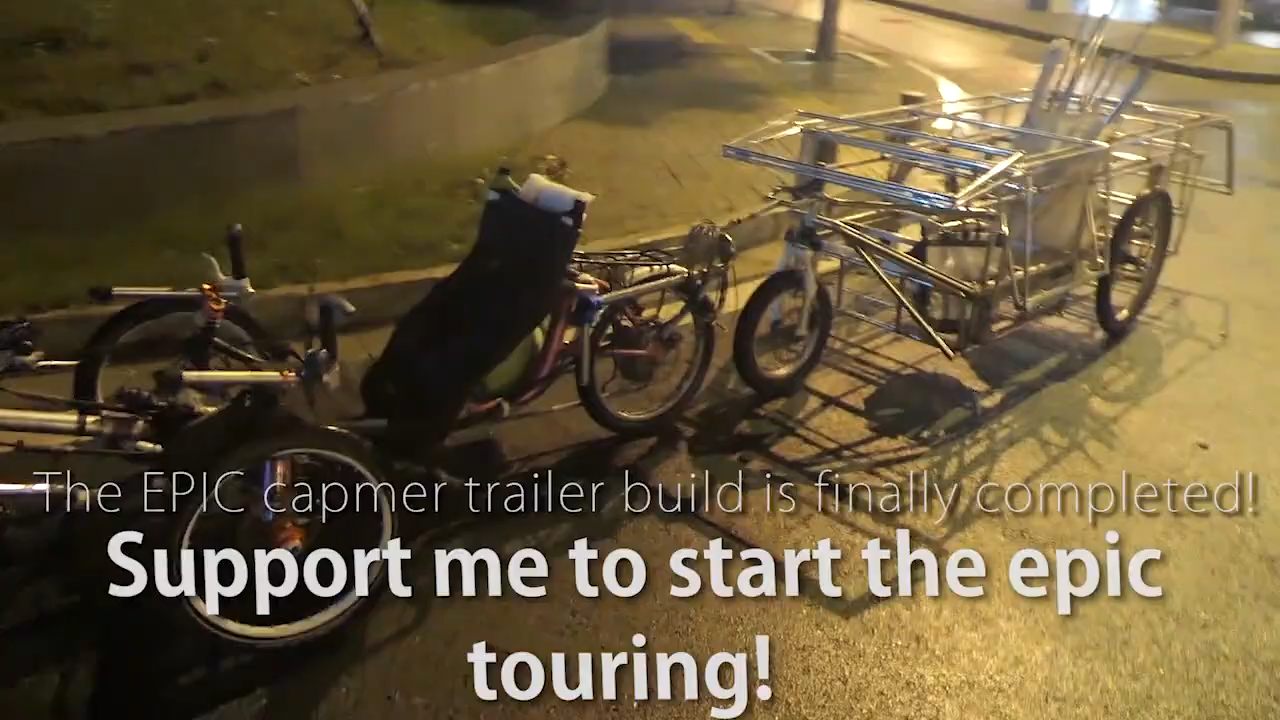 The EPIC capmer trailer build is finally completed!
Support me to start the epic
touring!